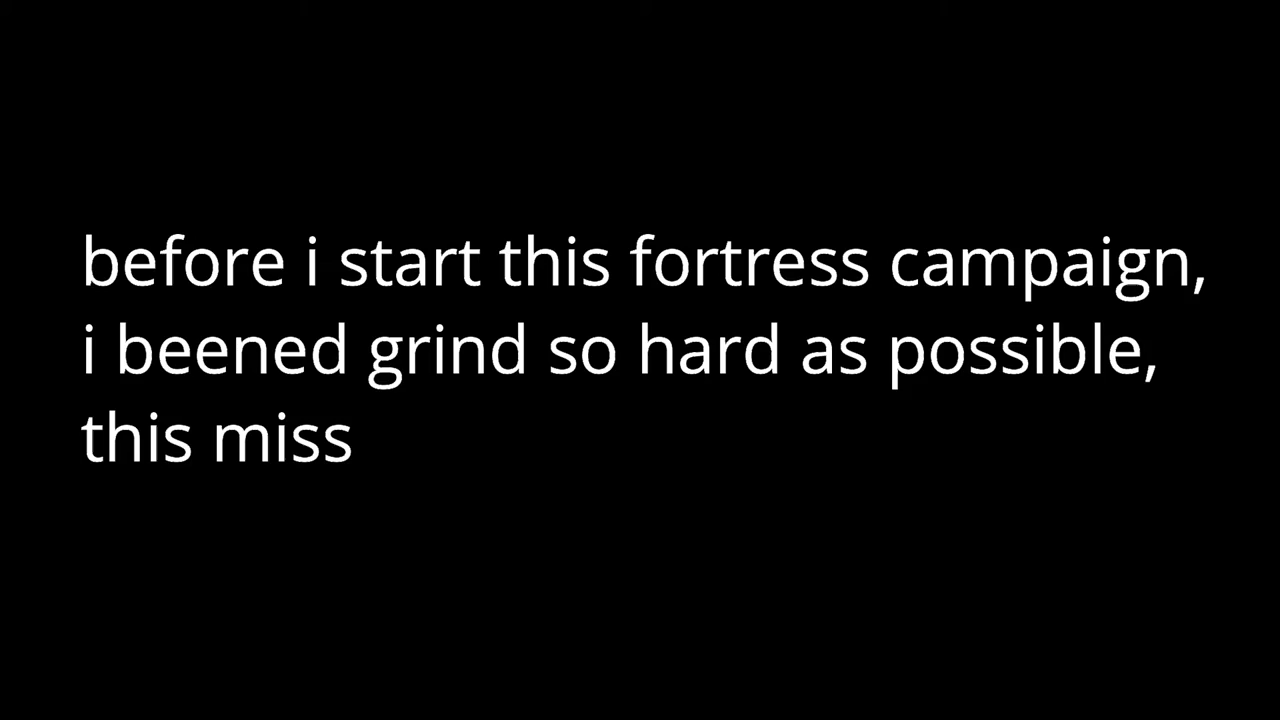 before i start this fortress campaign,
i beened grind so hard as possible,
this miss